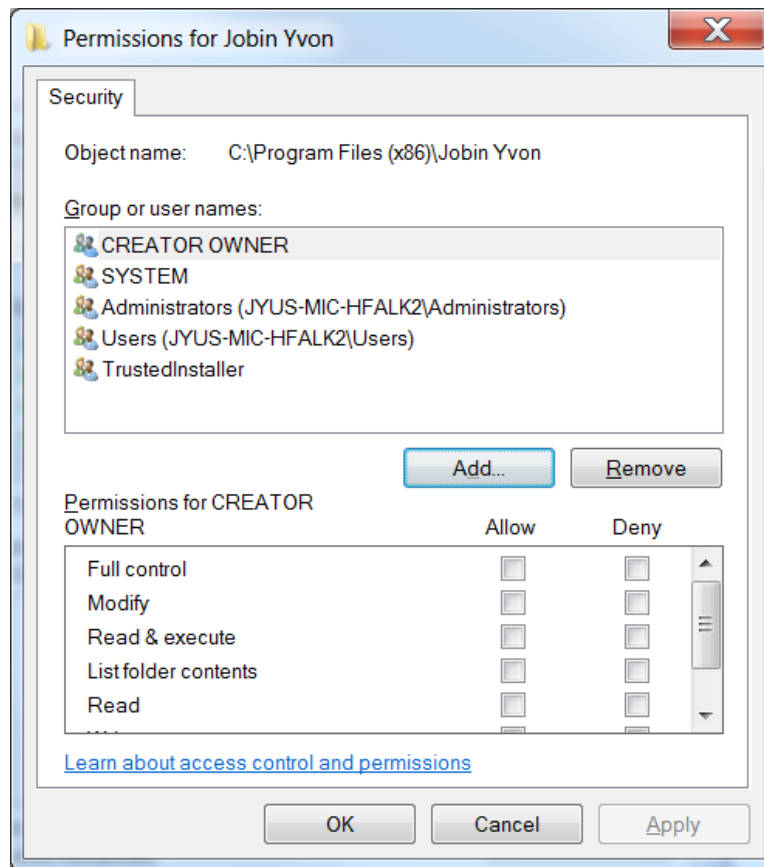 Permissions for Jobin Yvon
Security
Object name: C:\Program Files (x86)\Jobin Yvon
Group or user names:
CREATOR OWNER
SYSTEM
Administrators (JYUS-MIC-HFALK2\Administrators)
Users (JYUS-MIC-HFALK2\Users)
TrustedInstaller
Add... Remove
Permissions for CREATOR
OWNER Allow Deny
Full control
Modify
Read & execute
List folder contents
Read
Learn about access control and permissions
OK Cancel Apply